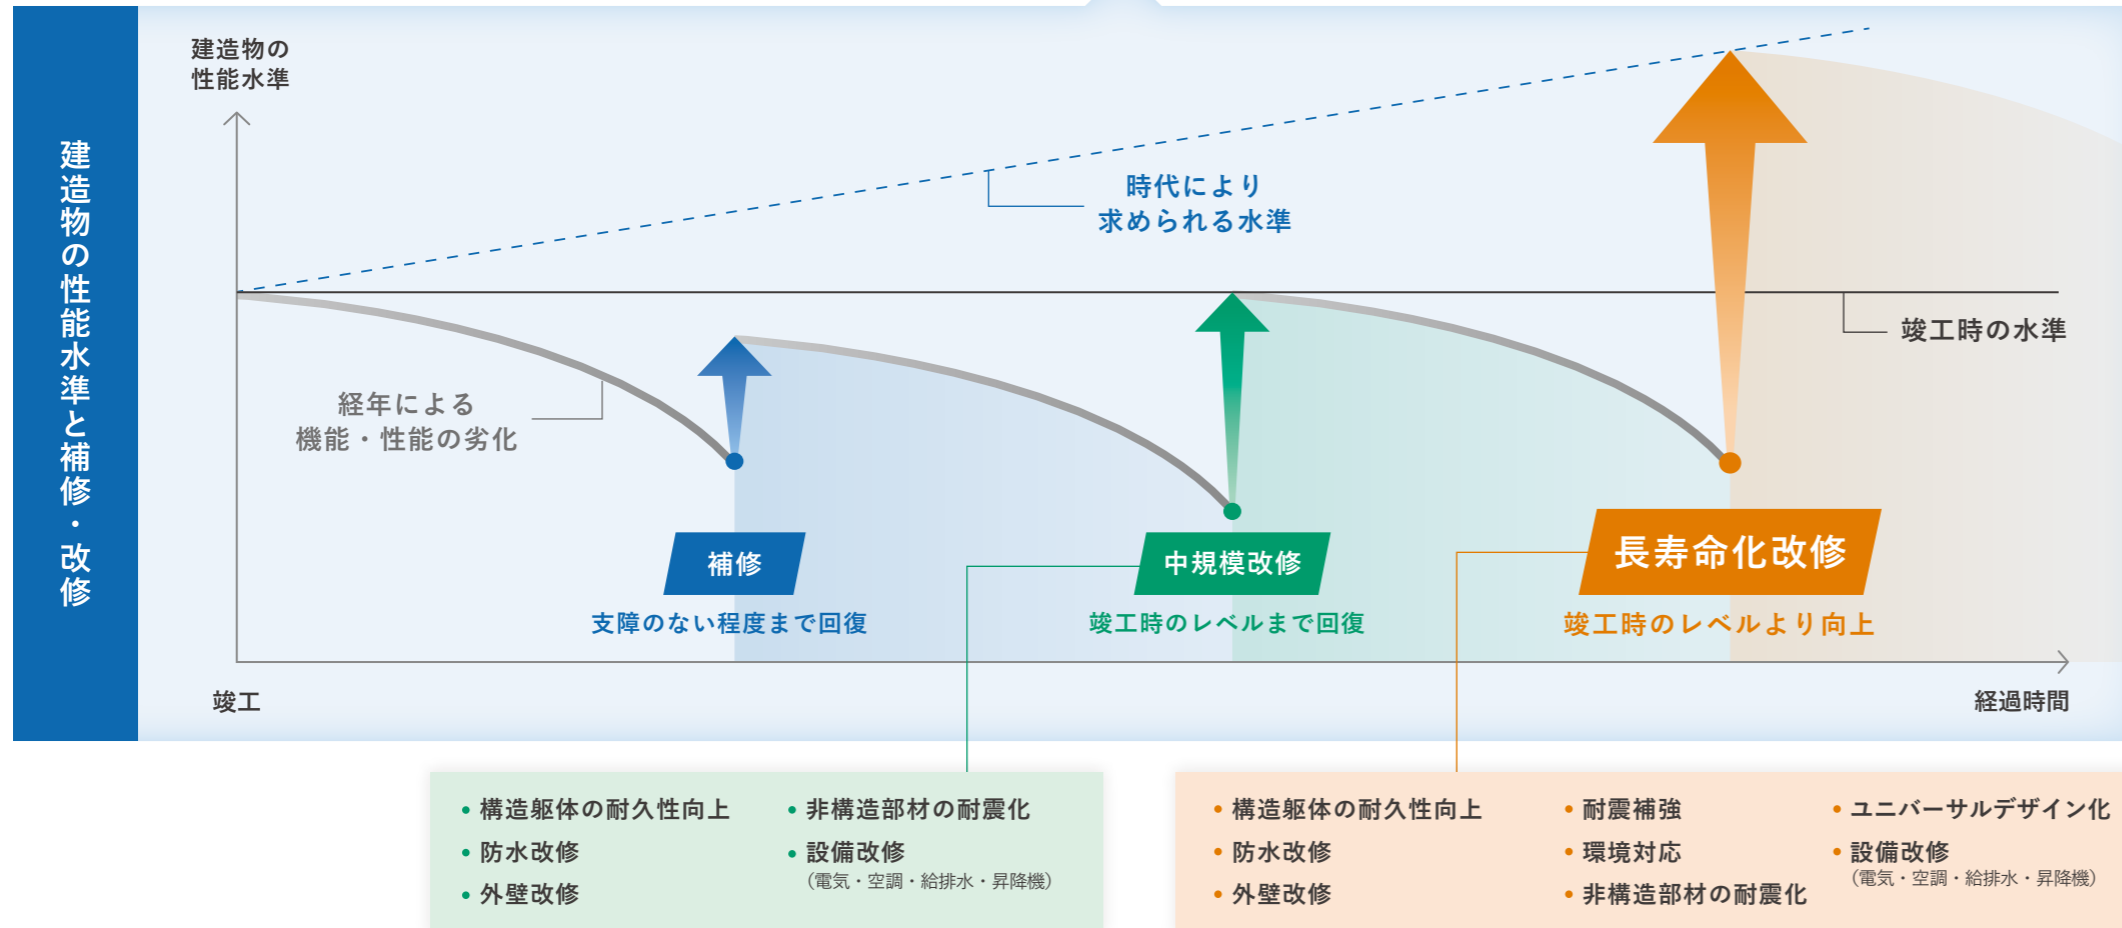 建造物の性能水準と補修・改修
建造物の
性能水準
時代により
求められる水準
竣工時の水準
経年による
機能・性能の劣化
補修
支障のない程度まで回復
中規模改修
竣工時のレベルまで回復
長寿命化改修
竣工時のレベルより向上
竣工
経過時間
• 構造躯体の耐久性向上
• 防水改修
• 外壁改修
• 非構造部材の耐震化
• 設備改修
（電気・空調・給排水・昇降機）
• 構造躯体の耐久性向上
• 防水改修
• 外壁改修
• 耐震補強
• 環境対応
• 非構造部材の耐震化
• ユニバーサルデザイン化
• 設備改修
（電気・空調・給排水・昇降機）